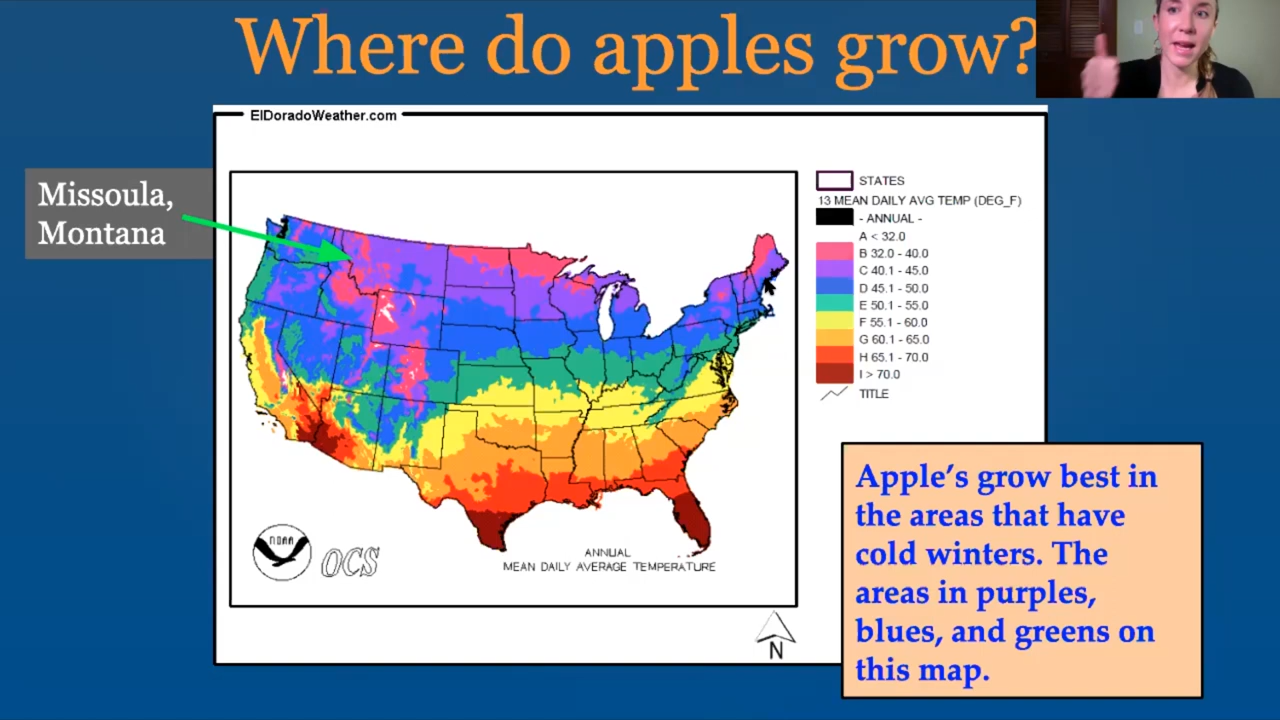 Where do apples grow?
ElDoradoWeather.com
Missoula,
Montana
STATES
13 MEAN DAILY AVG TEMP (DEG_F)
- ANNUAL -
A < 32.0
B 32.0 - 40.0
C 40.1 - 45.0
D 45.1 - 50.0
E 50.1 - 55.0
F 55.1 - 60.0
G 60.1 - 65.0
H 65.1 - 70.0
I > 70.0
TITLE
NOAA
OCS
ANNUAL
MEAN DAILY AVERAGE TEMPERATURE
N
Apple's grow best in
the areas that have
cold winters. The
areas in purples,
blues, and greens on
this map.